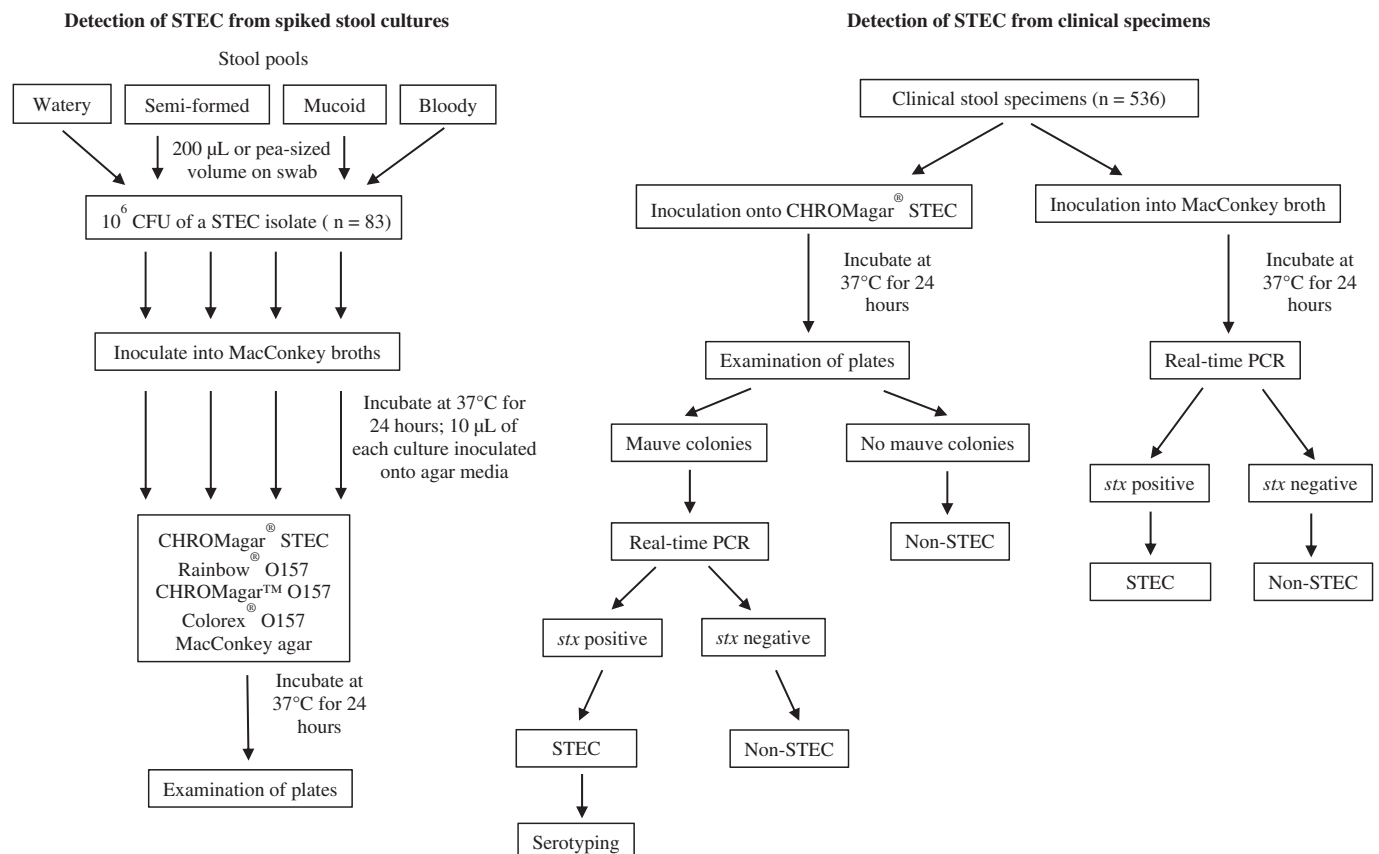 Detection of STEC from spiked stool cultures
Stool pools
Watery
Semi-formed
Mucoid
Bloody
200 µL or pea-sized
volume on swab
10⁶ CFU of a STEC isolate ( n = 83)
Inoculate into MacConkey broths
Incubate at 37°C for
24 hours; 10 µL of
each culture inoculated
onto agar media
CHROMagar® STEC
Rainbow® O157
CHROMagar™ O157
Colorex® O157
MacConkey agar
Incubate at
37°C for 24
hours
Examination of plates
Detection of STEC from clinical specimens
Clinical stool specimens (n = 536)
Inoculation onto CHROMagar® STEC
Incubate at
37°C for 24
hours
Examination of plates
Mauve colonies
No mauve colonies
Real-time PCR
Non-STEC
stx positive
stx negative
STEC
Non-STEC
Serotyping
Inoculation into MacConkey broth
Incubate at
37°C for 24
hours
Real-time PCR
stx positive
stx negative
STEC
Non-STEC